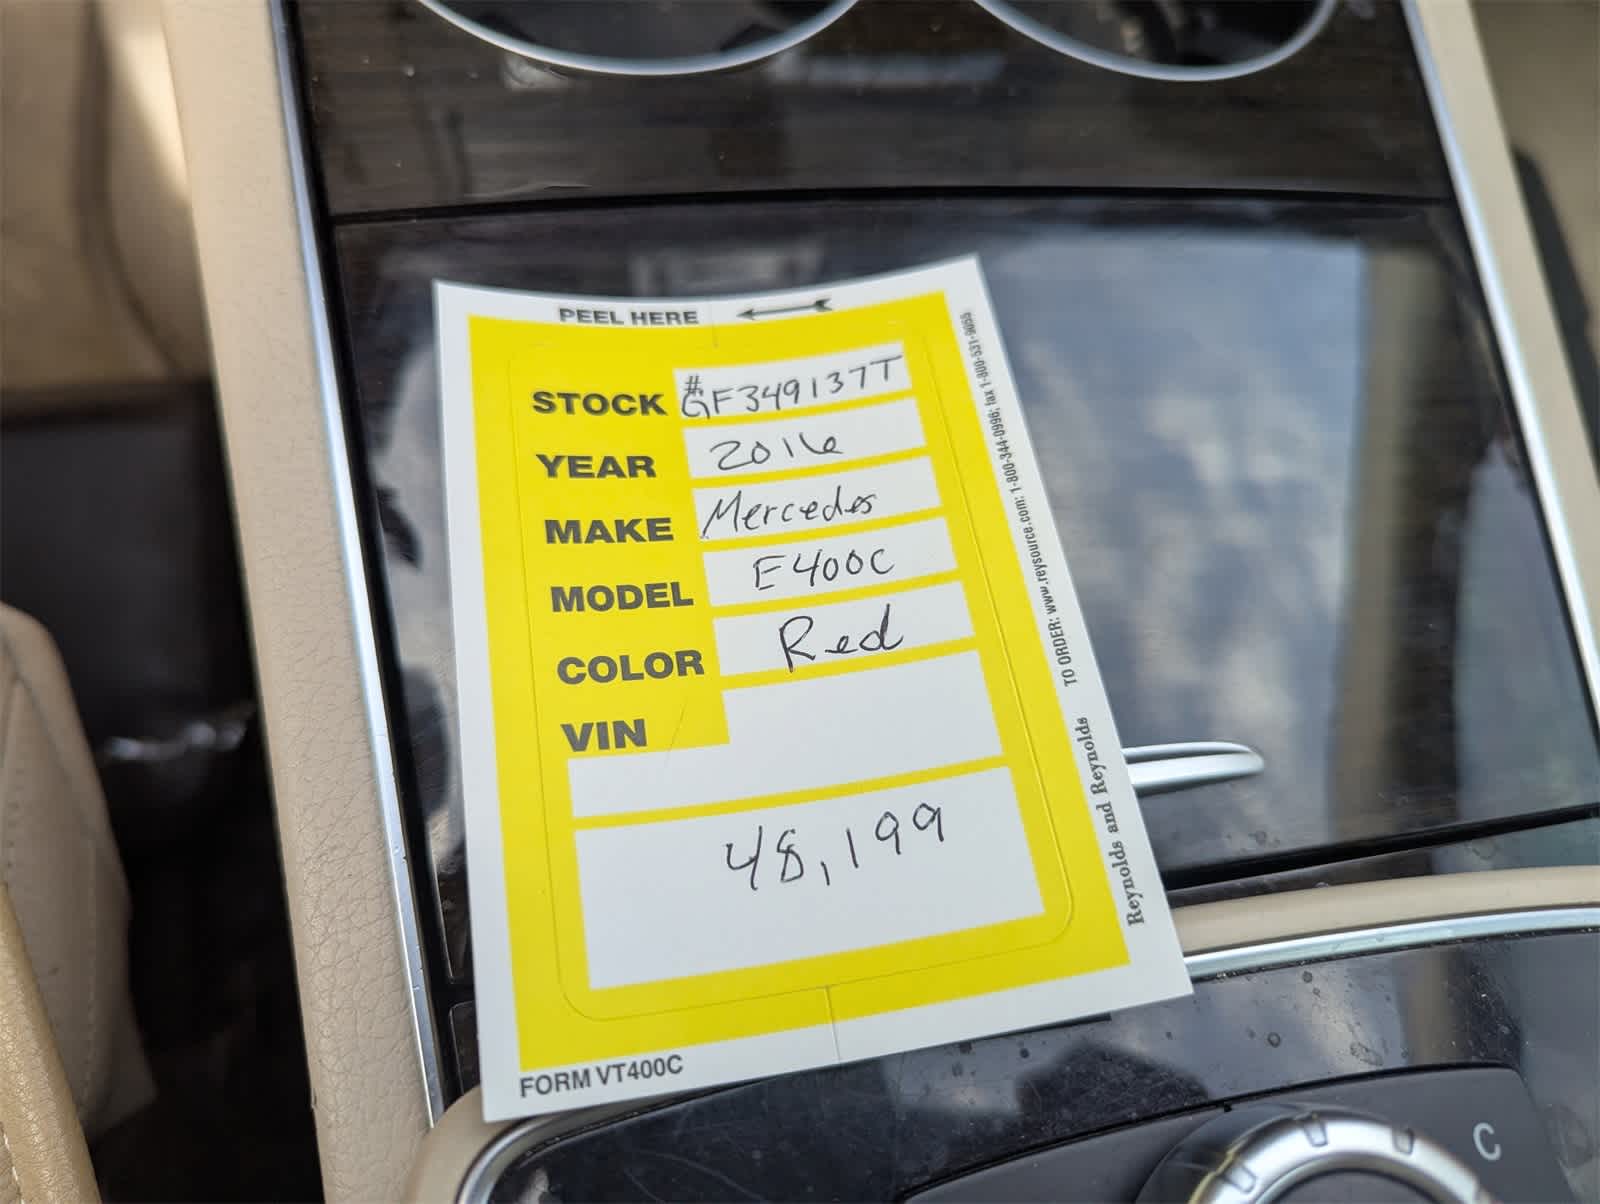 PEEL HERE
STOCK # GF349137T
YEAR 2016
MAKE Mercedes
MODEL E400C
COLOR Red
VIN
48,199
FORM VT400C
Reynolds and Reynolds TO ORDER: www.reysource.com; 1-800-344-0996; fax 1-800-531-9055
C